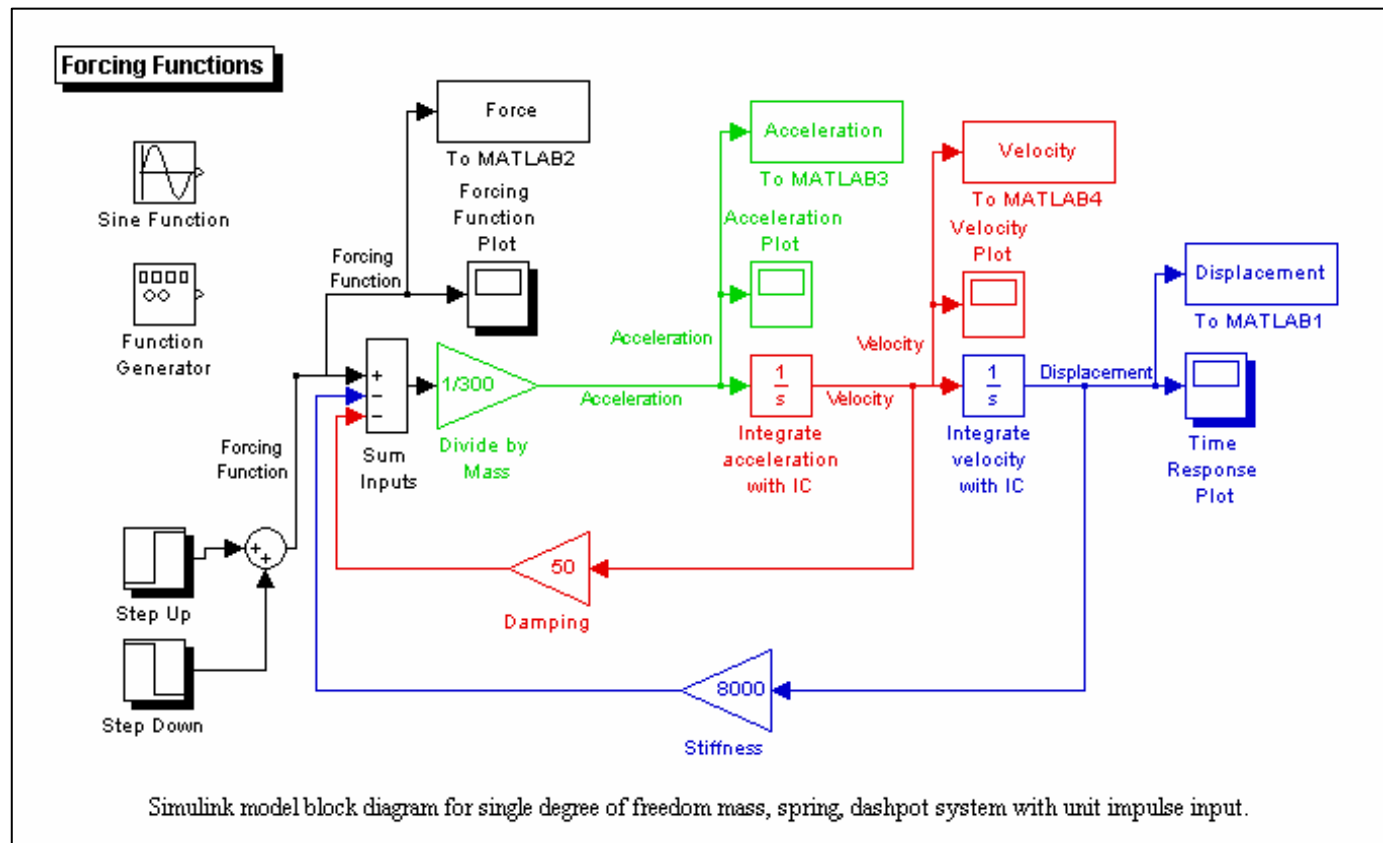 Forcing Functions
Force
To MATLAB2
Acceleration
To MATLAB3
Velocity
To MATLAB4
Sine Function
Forcing
Function
Plot
Acceleration
Plot
Velocity
Plot
Displacement
To MATLAB1
Forcing
Function
Function
Generator
Acceleration
Velocity
+
−
−
1/300
Acceleration
1
s
Velocity
1
s
Displacement
Forcing
Function
Sum
Inputs
Divide by
Mass
Integrate
acceleration
with IC
Integrate
velocity
with IC
Time
Response
Plot
+
+
Step Up
50
Damping
Step Down
8000
Stiffness
Simulink model block diagram for single degree of freedom mass, spring, dashpot system with unit impulse input.